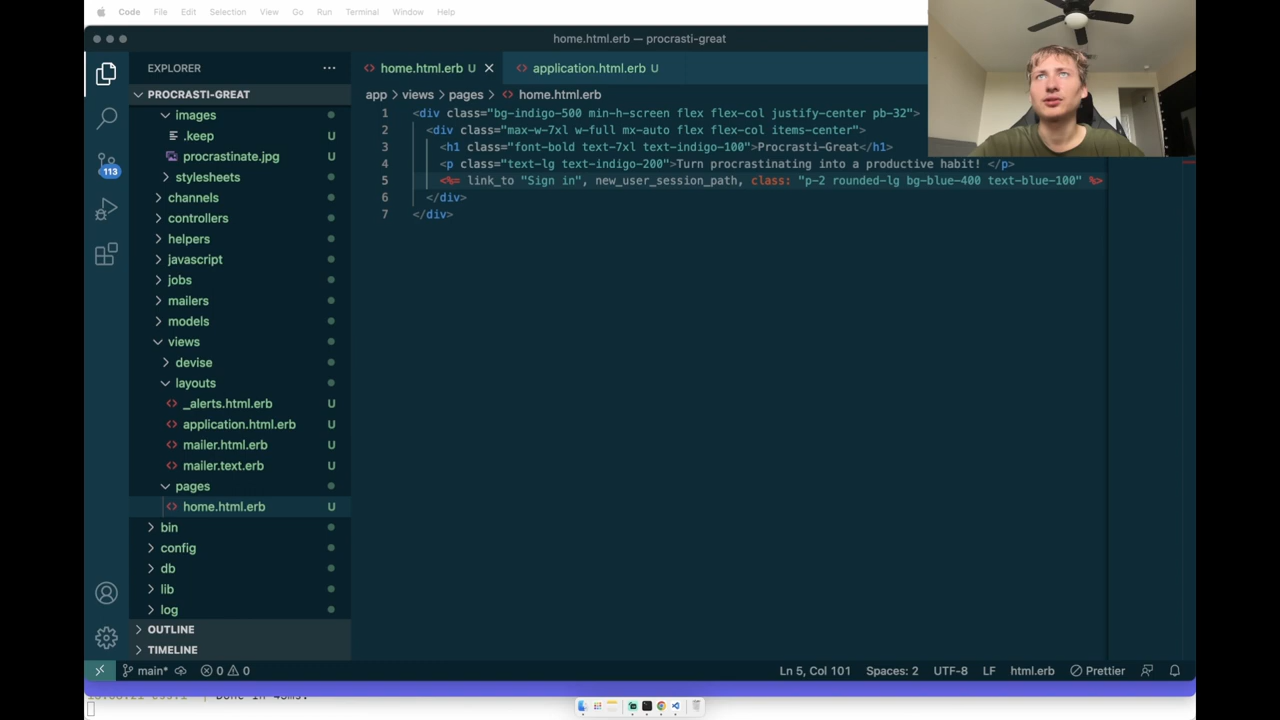 Code File Edit Selection View Go Run Terminal Window Help
home.html.erb — procrasti-great
EXPLORER
home.html.erb U
application.html.erb U
PROCRASTI-GREAT
app > views > pages > home.html.erb
images
.keep U
procrastinate.jpg U
stylesheets
channels
controllers
helpers
javascript
jobs
mailers
models
views
devise
layouts
_alerts.html.erb U
application.html.erb U
mailer.html.erb U
mailer.text.erb U
pages
home.html.erb U
bin
config
db
lib
log
OUTLINE
TIMELINE
113
1 <div class="bg-indigo-500 min-h-screen flex flex-col justify-center pb-32">
2 <div class="max-w-7xl w-full mx-auto flex flex-col items-center">
3 <h1 class="font-bold text-7xl text-indigo-100">Procrasti-Great</h1>
4 <p class="text-lg text-indigo-200">Turn procrastinating into a productive habit! </p>
5 <%= link_to "Sign in", new_user_session_path, class: "p-2 rounded-lg bg-blue-400 text-blue-100" %>
6 </div>
7 </div>
main* 0 0 Ln 5, Col 101 Spaces: 2 UTF-8 LF html.erb Prettier